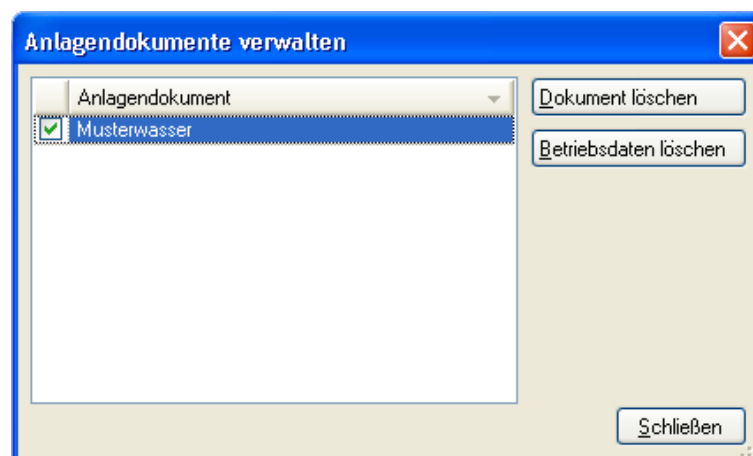 Anlagendokumente verwalten
Anlagendokument
Musterwasser
Dokument löschen
Betriebsdaten löschen
Schließen